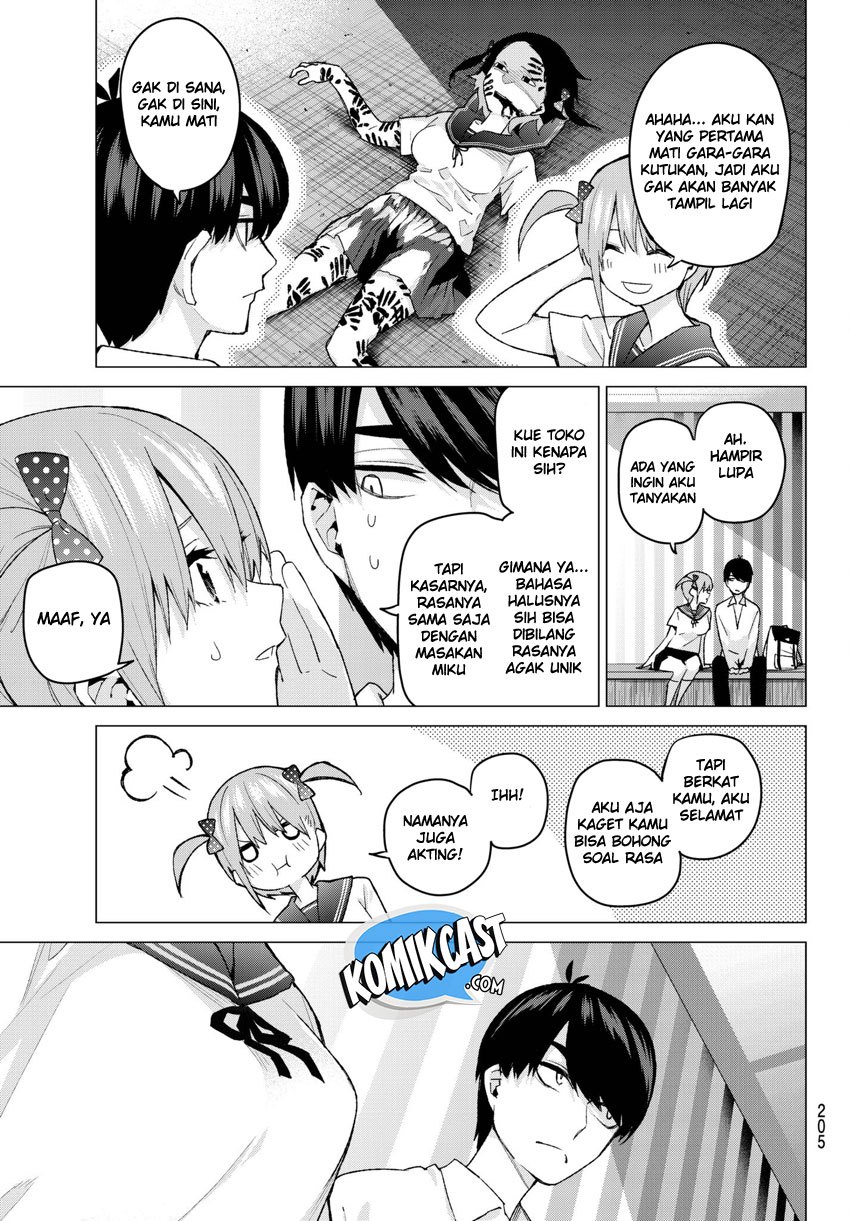 AHAHA... AKU KAN
YANG PERTAMA
MATI GARA-GARA
KUTUKAN, JADI AKU
GAK AKAN BANYAK
TAMPIL LAGI
GAK DI SANA,
GAK DI SINI,
KAMU MATI
AH.
HAMPIR
LUPA
ADA YANG
INGIN AKU
TANYAKAN
KUE TOKO
INI KENAPA
SIH?
GIMANA YA...
BAHASA
HALUSNYA
SIH BISA
DIBILANG
RASANYA
AGAK UNIK
TAPI
KASARNYA,
RASANYA
SAMA SAJA
DENGAN
MASAKAN
MIKU
MAAF, YA
TAPI
BERKAT
KAMU, AKU
SELAMAT
AKU AJA
KAGET KAMU
BISA BOHONG
SOAL RASA
IHH!
NAMANYA
JUGA
AKTING!
KOMIKCAST
.COM
205